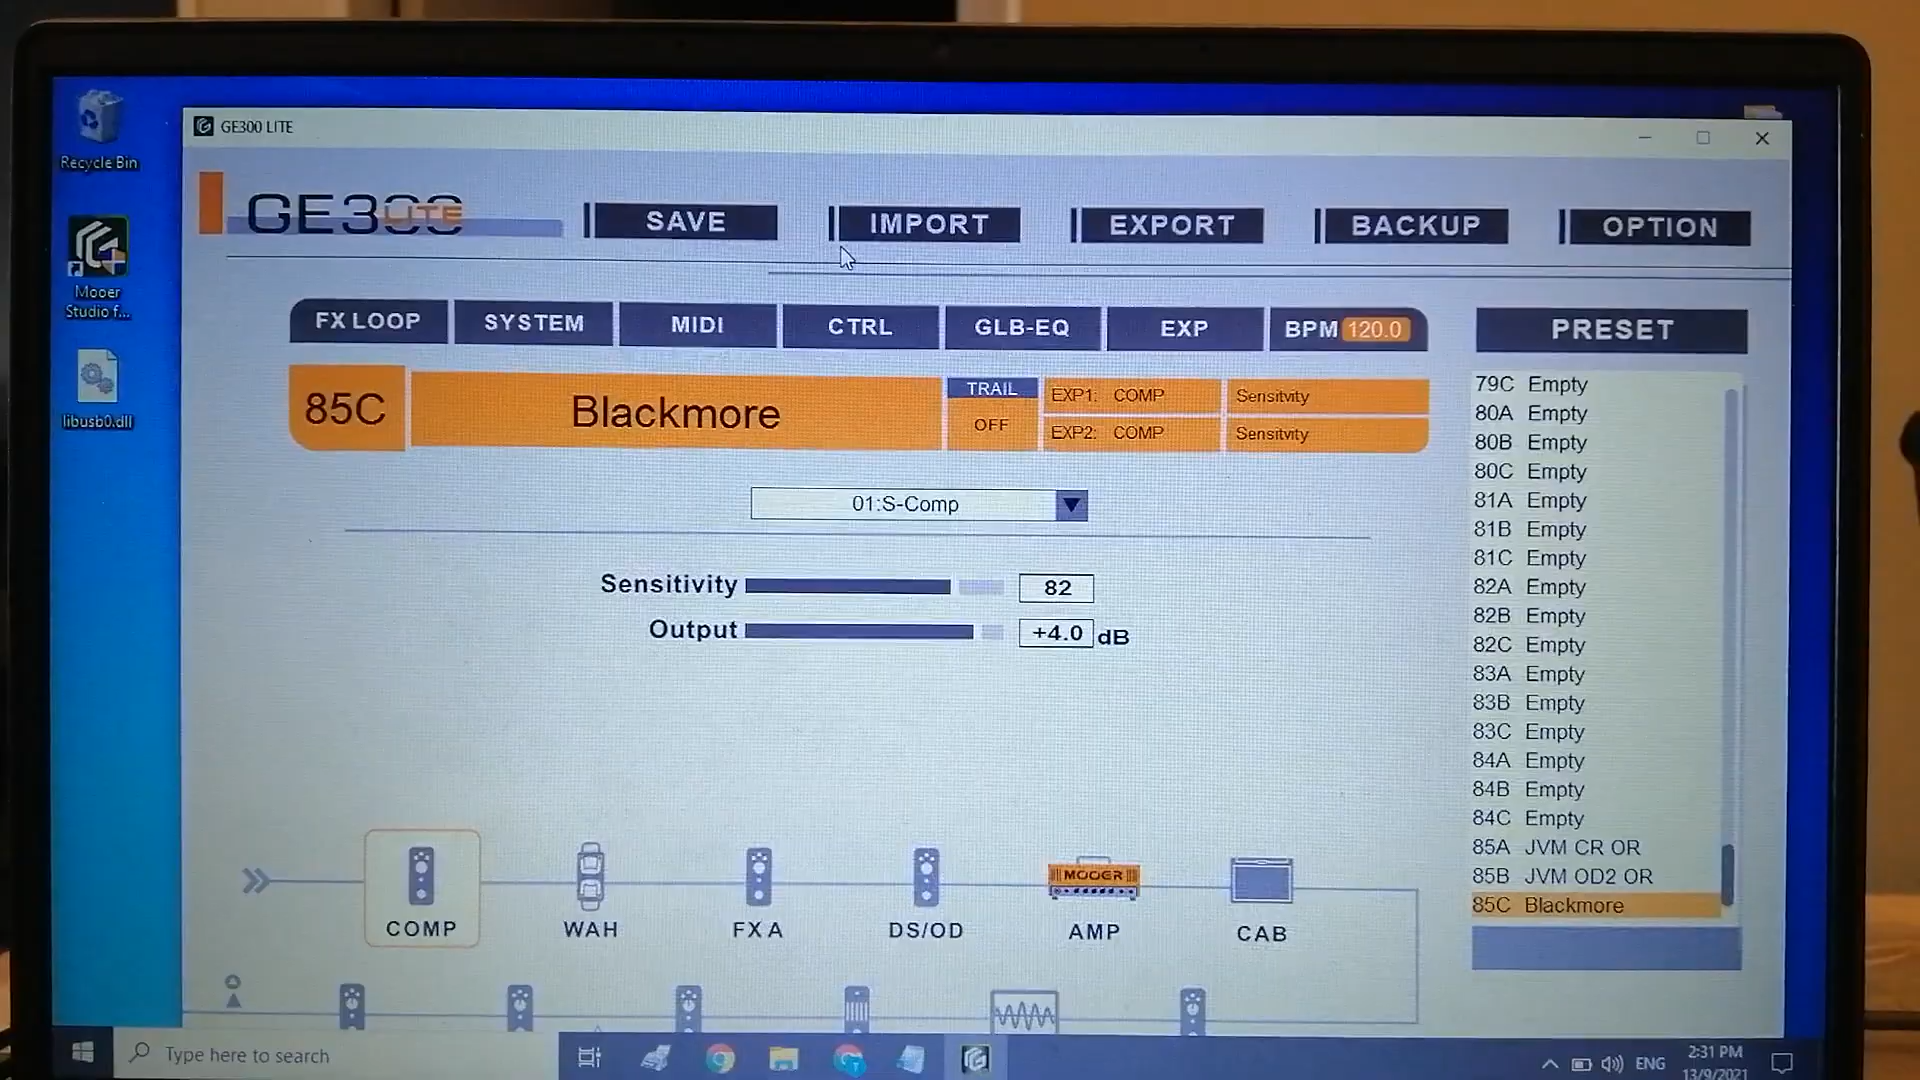 Recycle Bin
Mooer
Studio f...
libusb0.dll
GE300 LITE
GE300 LITE
SAVE
IMPORT
EXPORT
BACKUP
OPTION
FX LOOP
SYSTEM
MIDI
CTRL
GLB-EQ
EXP
BPM 120.0
PRESET
85C
Blackmore
TRAIL
OFF
EXP1: COMP Sensitvity
EXP2: COMP Sensitvity
01:S-Comp
Sensitivity 82
Output +4.0 dB
79C Empty
80A Empty
80B Empty
80C Empty
81A Empty
81B Empty
81C Empty
82A Empty
82B Empty
82C Empty
83A Empty
83B Empty
83C Empty
84A Empty
84B Empty
84C Empty
85A JVM CR OR
85B JVM OD2 OR
85C Blackmore
MOOER
COMP
WAH
FX A
DS/OD
AMP
CAB
Type here to search
T
ENG
2:31 PM
13/9/2021